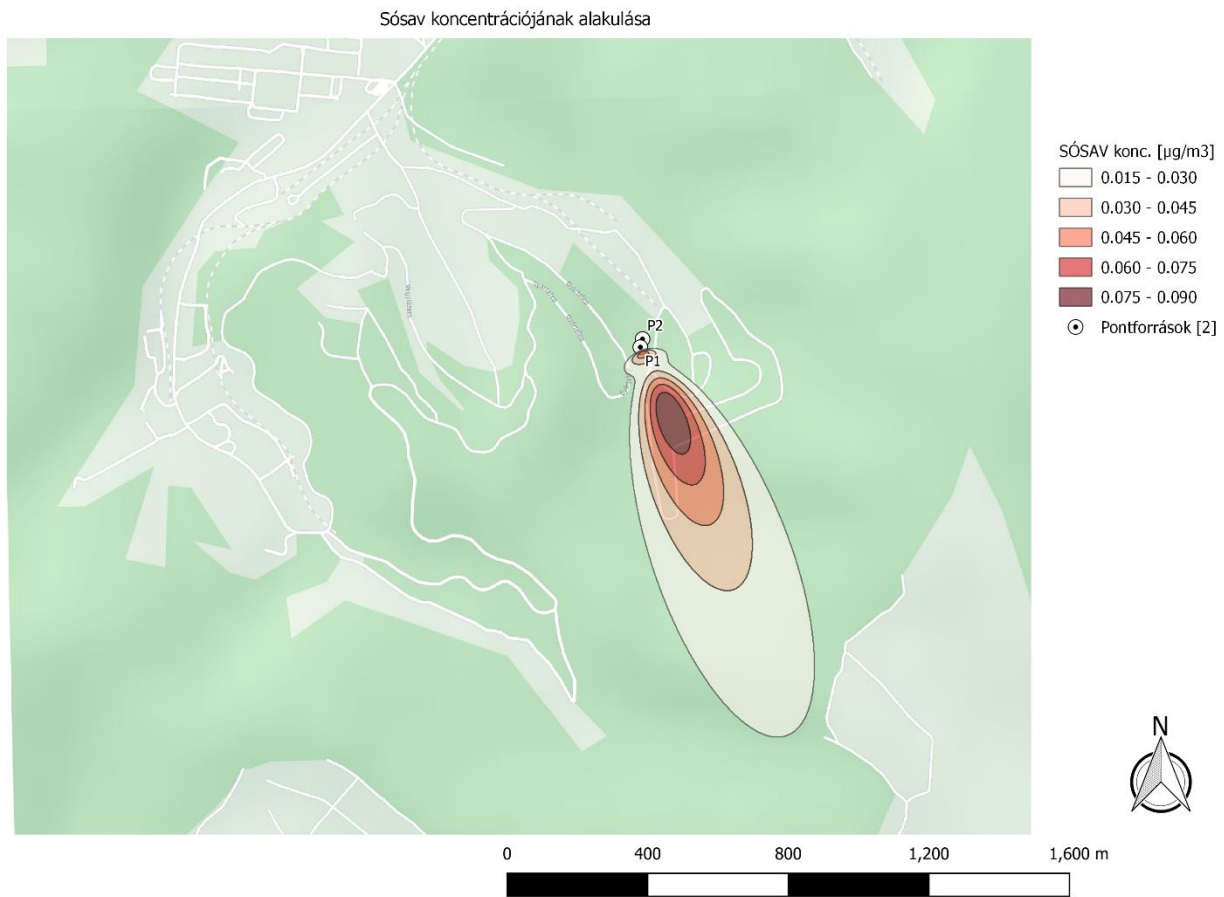 Sósav koncentrációjának alakulása
SÓSAV konc. [µg/m3]
0.015 - 0.030
0.030 - 0.045
0.045 - 0.060
0.060 - 0.075
0.075 - 0.090
Pontforrások [2]
P2
P1
N
0
400
800
1,200
1,600 m